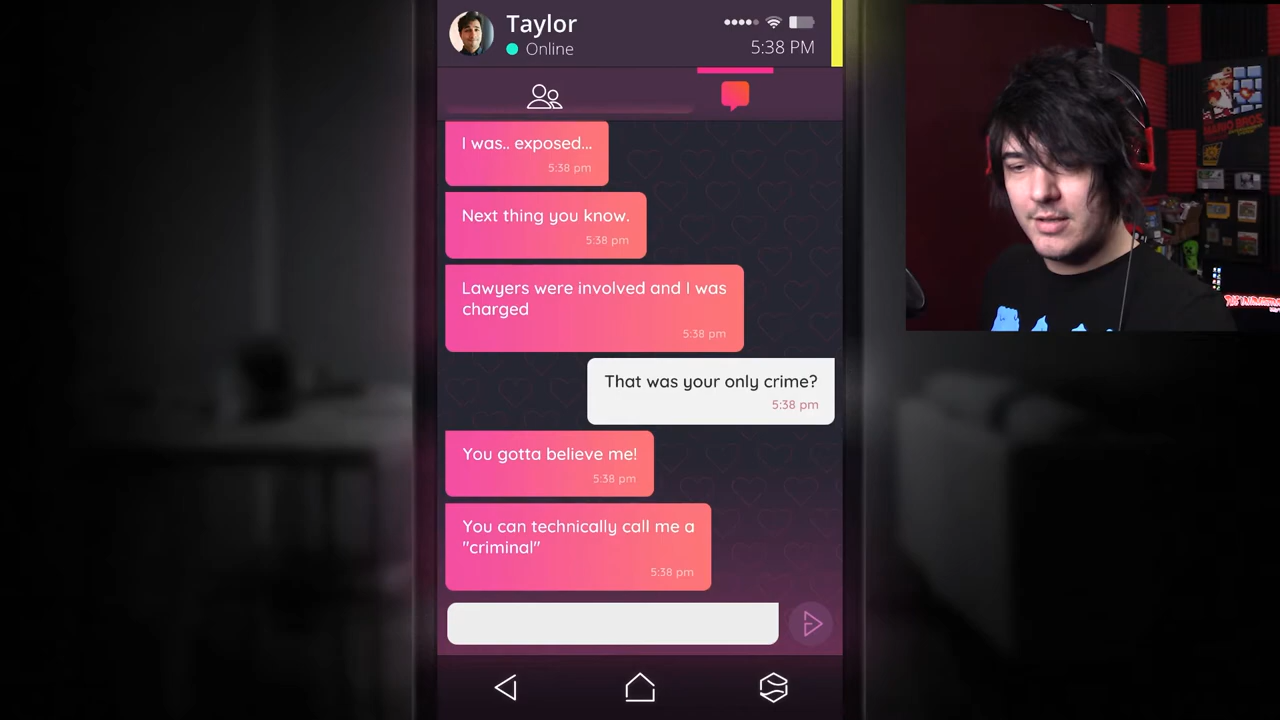 Taylor
Online
5:38 PM
I was.. exposed...
5:38 pm
Next thing you know.
5:38 pm
Lawyers were involved and I was
charged
5:38 pm
That was your only crime?
5:38 pm
You gotta believe me!
5:38 pm
You can technically call me a
"criminal"
5:38 pm
MARIO BROS.